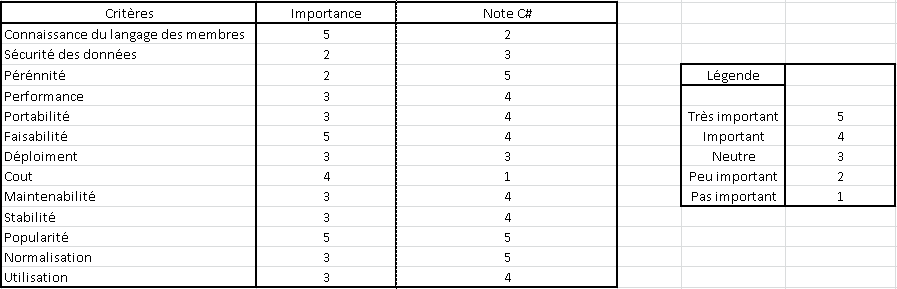 Critères Importance Note C#
Connaissance du langage des membres 5 2
Sécurité des données 2 3
Pérénnité 2 5
Performance 3 4
Portabilité 3 4
Faisabilité 5 4
Déploiment 3 3
Cout 4 1
Maintenabilité 3 4
Stabilité 3 4
Popularité 5 5
Normalisation 3 5
Utilisation 3 4
Légende
Très important 5
Important 4
Neutre 3
Peu important 2
Pas important 1